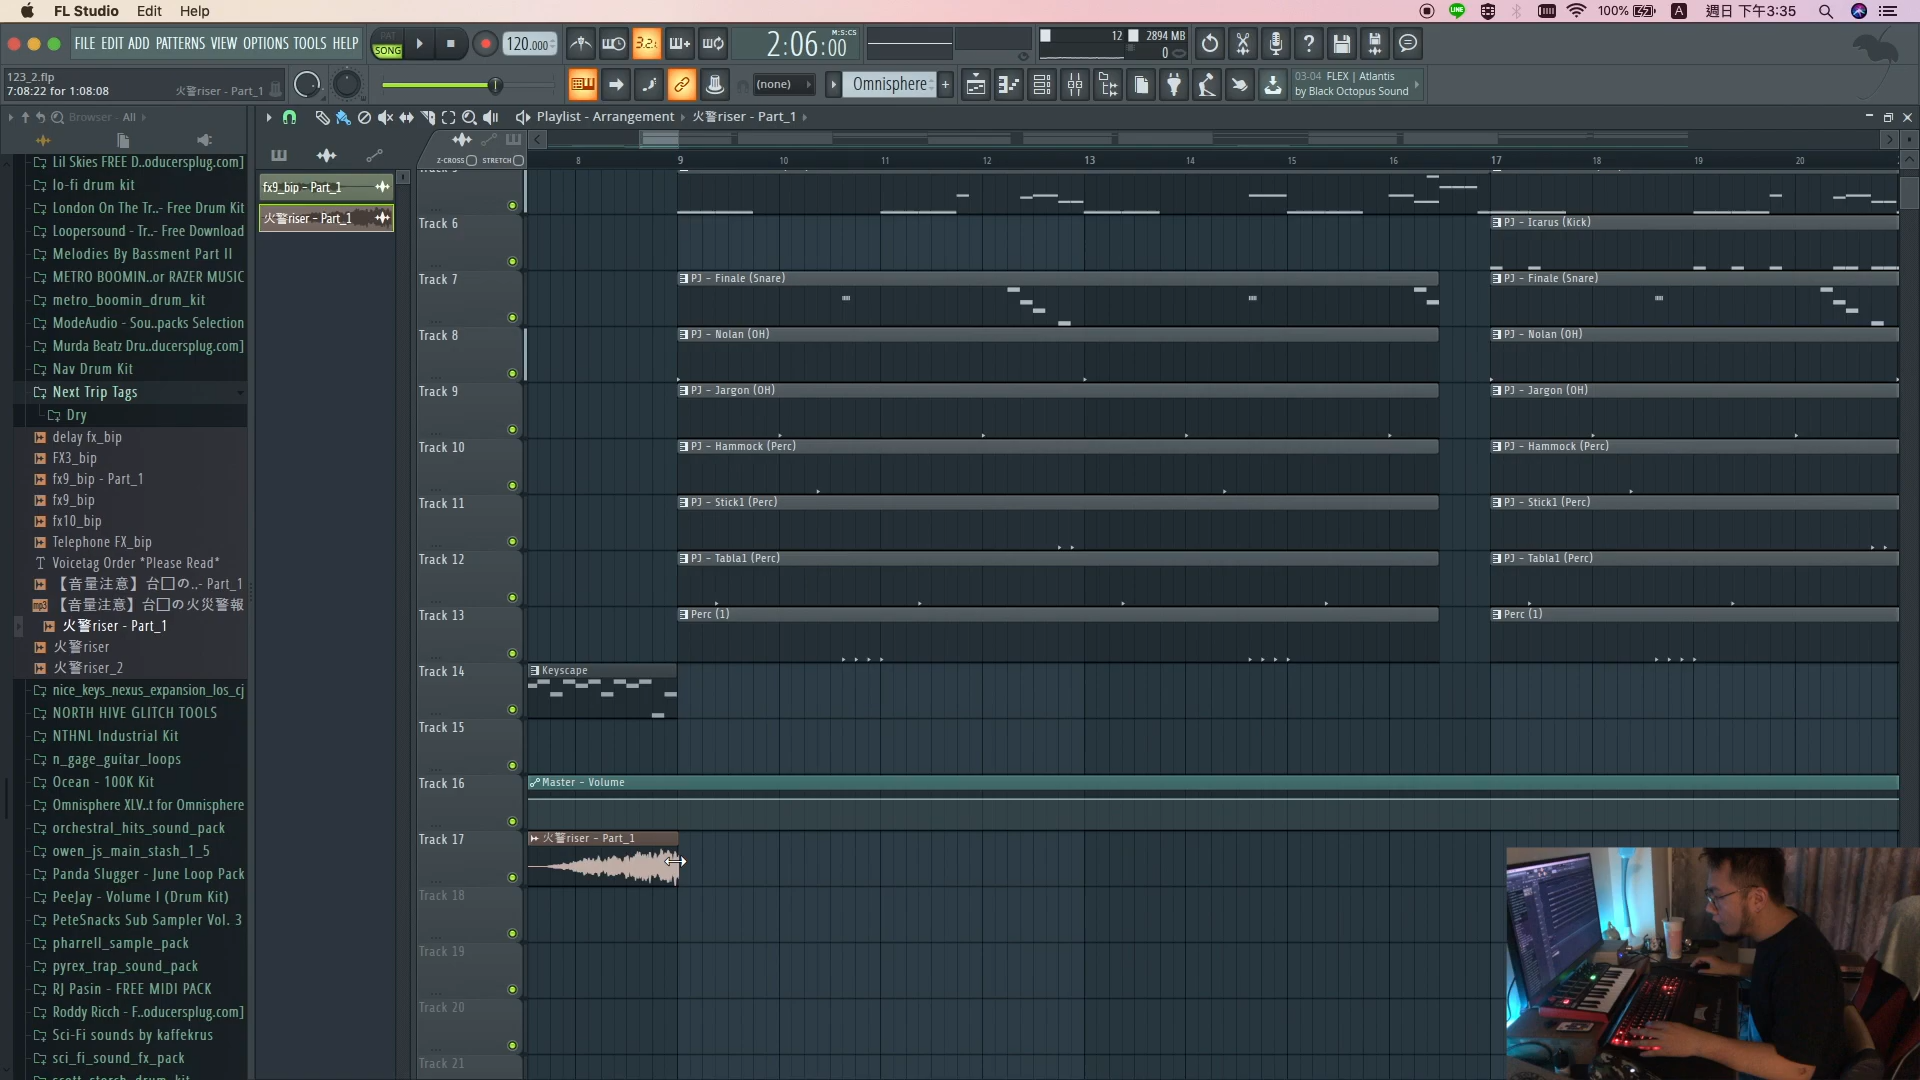 FL Studio Edit Help
100% A 週日 下午3:35
FILE EDIT ADD PATTERNS VIEW OPTIONS TOOLS HELP
PAT
SONG
120.000
3.2.
2:06:00
M:S:CS
12
2894 MB
0
123_2.flp
7:08:22 for 1:08:08
火警riser - Part_1
(none)
Omnisphere
03-04 FLEX | Atlantis
by Black Octopus Sound
Browser - All
Playlist - Arrangement
火警riser - Part_1
Z-CROSS
STRETCH
8 9 10 11 12 13 14 15 16 17 18 19 20
Lil Skies FREE D..oducersplug.com]
lo-fi drum kit
London On The Tr..- Free Drum Kit
Loopersound - Tr..- Free Download
Melodies By Bassment Part II
METRO BOOMIN..or RAZER MUSIC
metro_boomin_drum_kit
ModeAudio - Sou..packs Selection
Murda Beatz Dru..ducersplug.com]
Nav Drum Kit
Next Trip Tags
Dry
delay fx_bip
FX3_bip
fx9_bip - Part_1
fx9_bip
fx10_bip
Telephone FX_bip
Voicetag Order *Please Read*
【音量注意】台囗の..- Part_1
mp3
【音量注意】台囗の火災警報
火警riser - Part_1
火警riser
火警riser_2
nice_keys_nexus_expansion_los_cj
NORTH HIVE GLITCH TOOLS
NTHNL Industrial Kit
n_gage_guitar_loops
Ocean - 100K Kit
Omnisphere XLV..t for Omnisphere
orchestral_hits_sound_pack
owen_js_main_stash_1_5
Panda Slugger - June Loop Pack
PeeJay - Volume I (Drum Kit)
PeteSnacks Sub Sampler Vol. 3
pharrell_sample_pack
pyrex_trap_sound_pack
RJ Pasin - FREE MIDI PACK
Roddy Ricch - F..oducersplug.com]
Sci-Fi sounds by kaffekrus
sci_fi_sound_fx_pack
fx9_bip - Part_1
火警riser - Part_1
Track 6
PJ - Icarus (Kick)
Track 7
PJ - Finale (Snare)
PJ - Finale (Snare)
Track 8
PJ - Nolan (OH)
PJ - Nolan (OH)
Track 9
PJ - Jargon (OH)
PJ - Jargon (OH)
Track 10
PJ - Hammock (Perc)
PJ - Hammock (Perc)
Track 11
PJ - Stick1 (Perc)
PJ - Stick1 (Perc)
Track 12
PJ - Tabla1 (Perc)
PJ - Tabla1 (Perc)
Track 13
Perc (1)
Perc (1)
Track 14
Keyscape
Track 15
Track 16
Master - Volume
Track 17
火警riser - Part_1
Track 18
Track 19
Track 20
Track 21